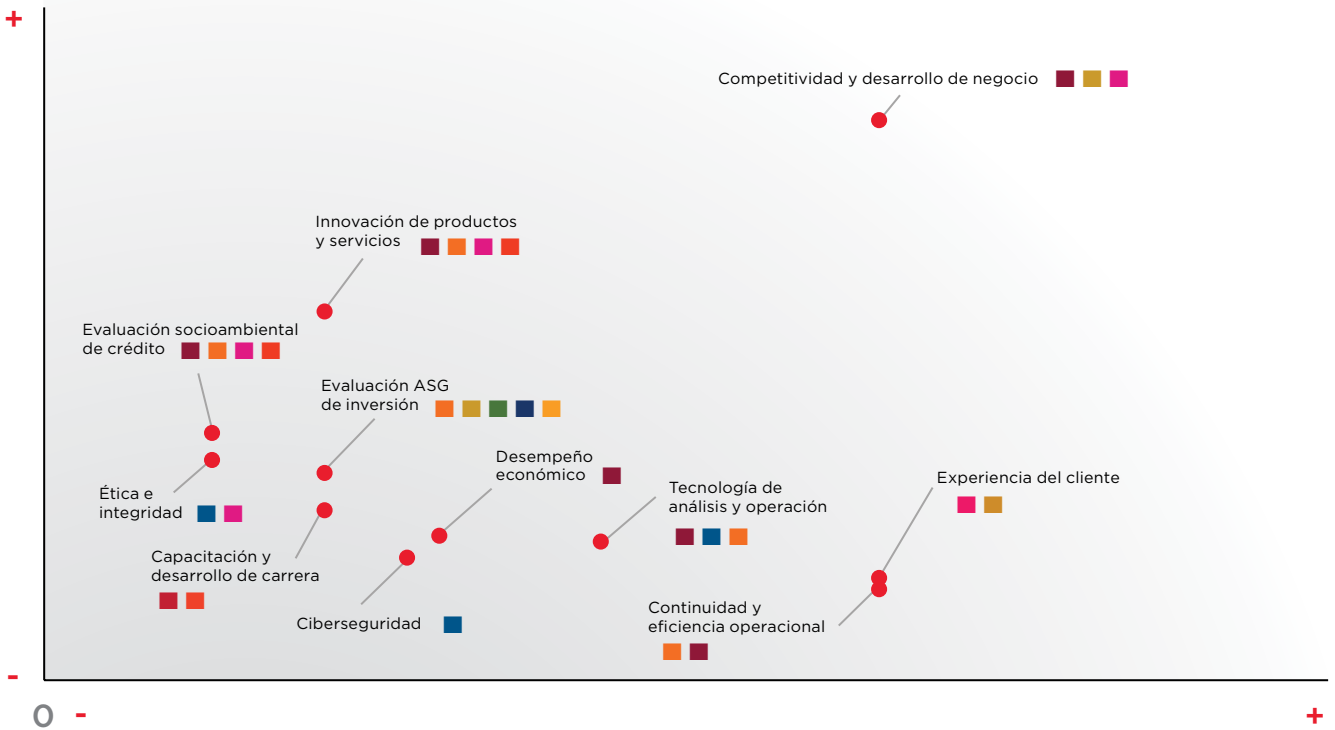 +
Competitividad y desarrollo de negocio
Innovación de productos
y servicios
Evaluación socioambiental
de crédito
Evaluación ASG
de inversión
Desempeño
económico
Experiencia del cliente
Tecnología de
análisis y operación
Ética e
integridad
Capacitación y
desarrollo de carrera
Continuidad y
eficiencia operacional
Ciberseguridad
-
0 -
+